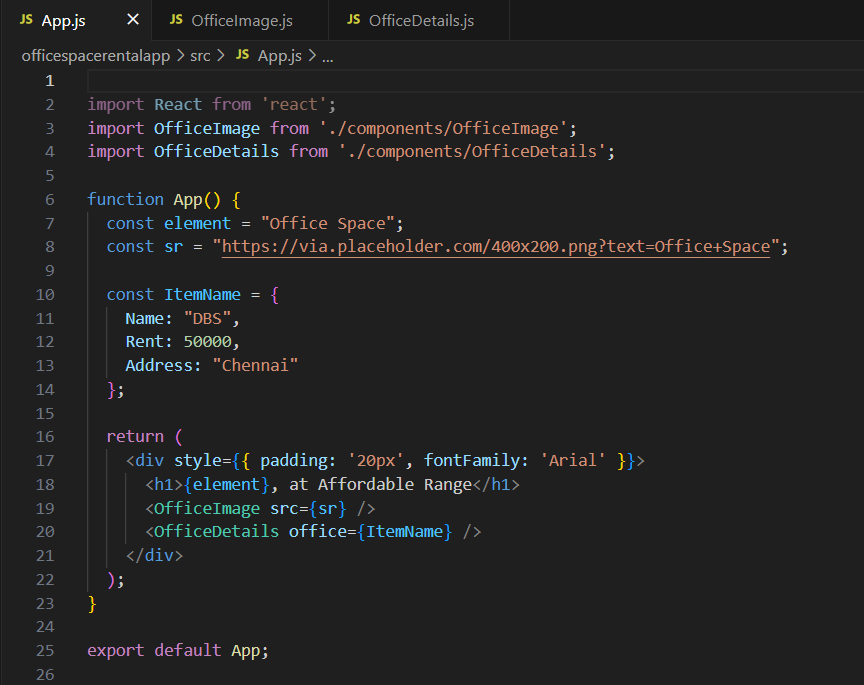 JS App.js × JS OfficeImage.js JS OfficeDetails.js
officespacerentalapp > src > JS App.js > ...
1
2 import React from 'react';
3 import OfficeImage from './components/OfficeImage';
4 import OfficeDetails from './components/OfficeDetails';
5
6 function App() {
7   const element = "Office Space";
8   const sr = "https://via.placeholder.com/400x200.png?text=Office+Space";
9
10   const ItemName = {
11     Name: "DBS",
12     Rent: 50000,
13     Address: "Chennai"
14   };
15
16   return (
17     <div style={{ padding: '20px', fontFamily: 'Arial' }}>
18       <h1>{element}, at Affordable Range</h1>
19       <OfficeImage src={sr} />
20       <OfficeDetails office={ItemName} />
21     </div>
22   );
23 }
24
25 export default App;
26